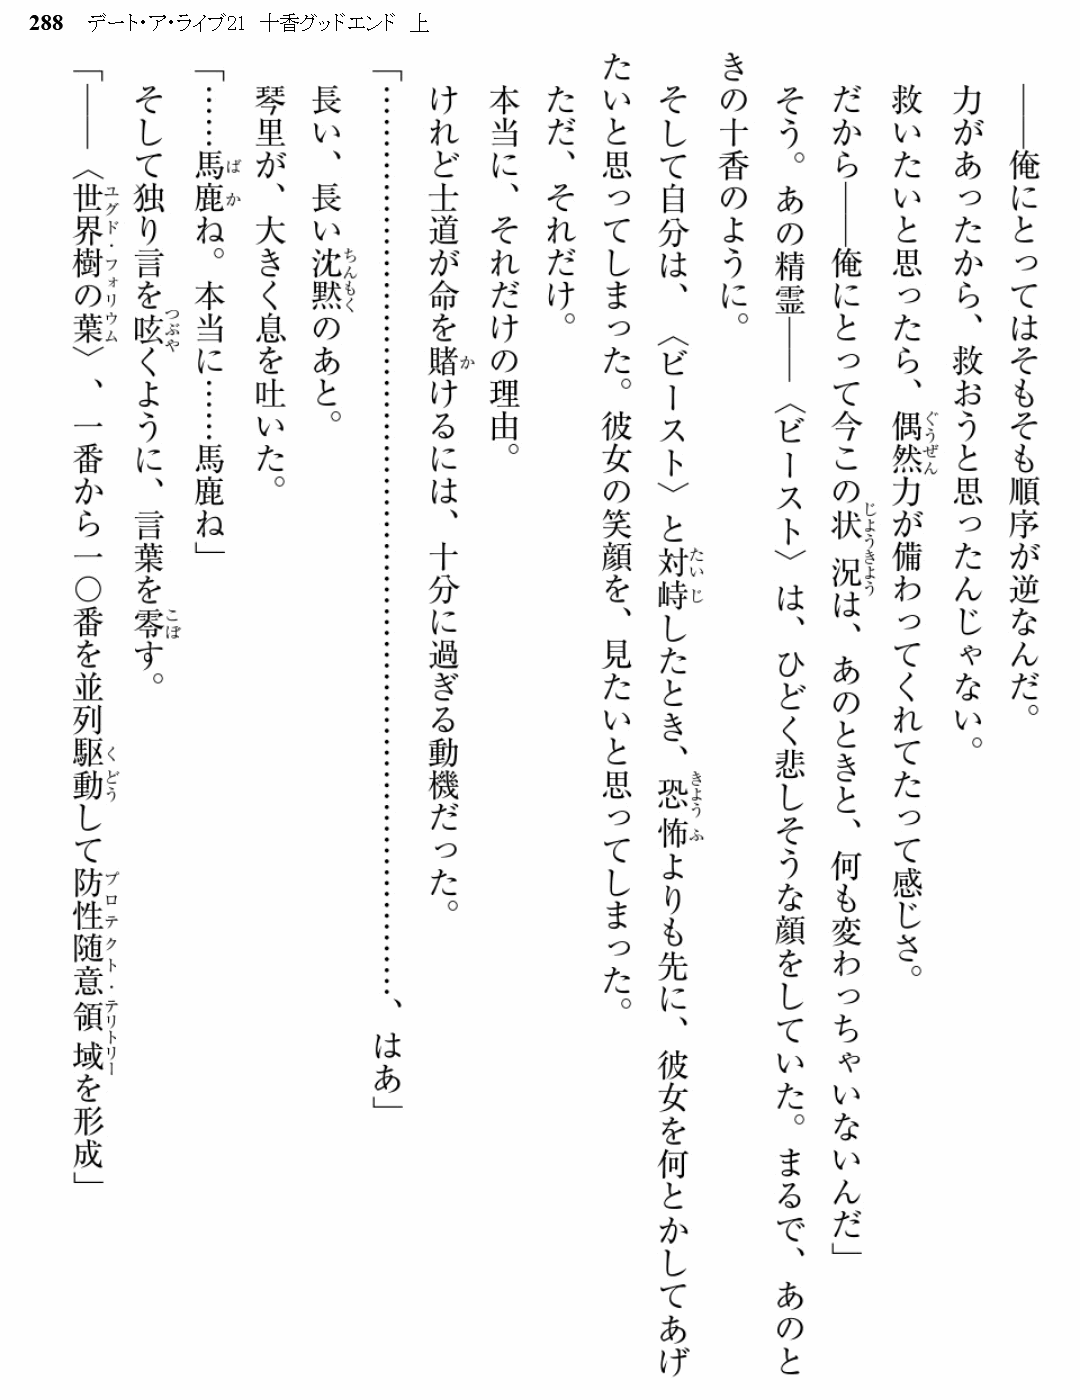 288 デート・ア・ライブ21 十香グッドエンド 上
――俺にとってはそもそも順序が逆なんだ。
力があったから、救おうと思ったんじゃない。
救いたいと思ったら、偶然力が備わってくれてたって感じさ。
だから――俺にとって今この状況は、あのときと、何も変わっちゃいないんだ」
そう。あの精霊――〈ビースト〉は、ひどく悲しそうな顔をしていた。まるで、あのと
きの十香のように。
そして自分は、〈ビースト〉と対峙したとき、恐怖よりも先に、彼女を何とかしてあげ
たいと思ってしまった。彼女の笑顔を、見たいと思ってしまった。
ただ、それだけ。
本当に、それだけの理由。
けれど士道が命を賭けるには、十分に過ぎる動機だった。
「………………………………………………………………………………、はあ」
長い、長い沈黙のあと。
琴里が、大きく息を吐いた。
「……馬鹿ね。本当に……馬鹿ね」
そして独り言を呟くように、言葉を零す。
「――〈世界樹の葉〉、一番から一〇番を並列駆動して防性随意領域を形成」